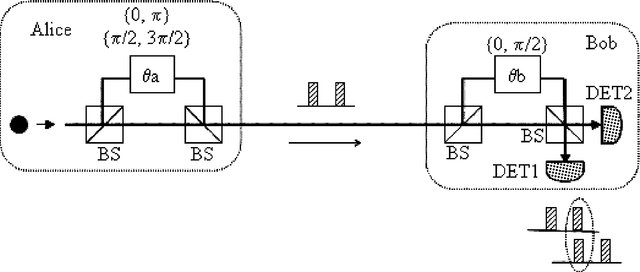 Alice
{0, π}
{π/2, 3π/2}
θa
BS
BS
{0, π/2}
Bob
θb
DET2
BS
BS
DET1